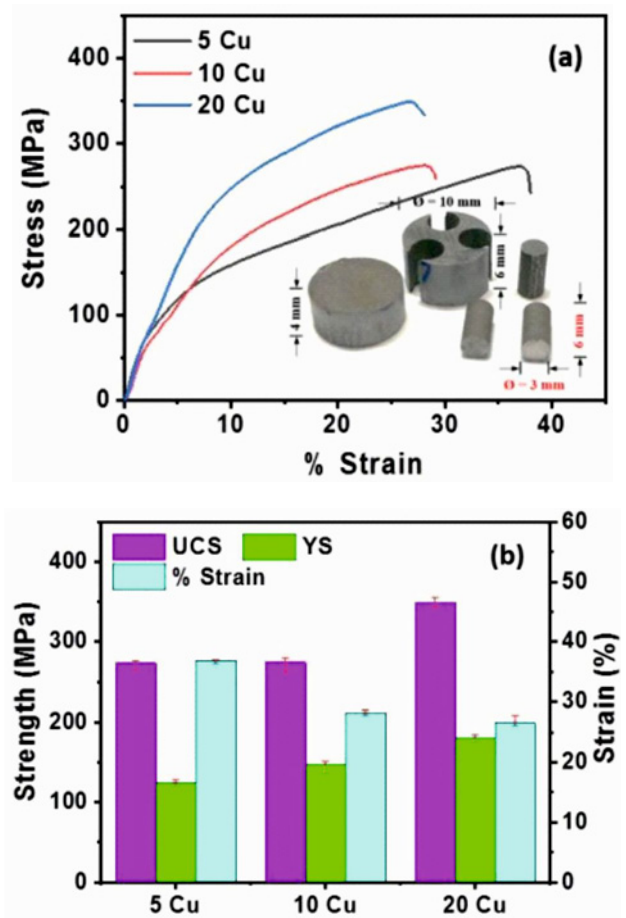 (a)
5 Cu
10 Cu
20 Cu
400
300
200
100
0
Stress (MPa)
Ø = 10 mm
6 mm
4 mm
6 mm
Ø = 3 mm
0 10 20 30 40
% Strain
(b)
UCS YS
% Strain
400
300
200
100
0
Strength (MPa)
60
50
40
30
20
10
0
Strain (%)
5 Cu 10 Cu 20 Cu